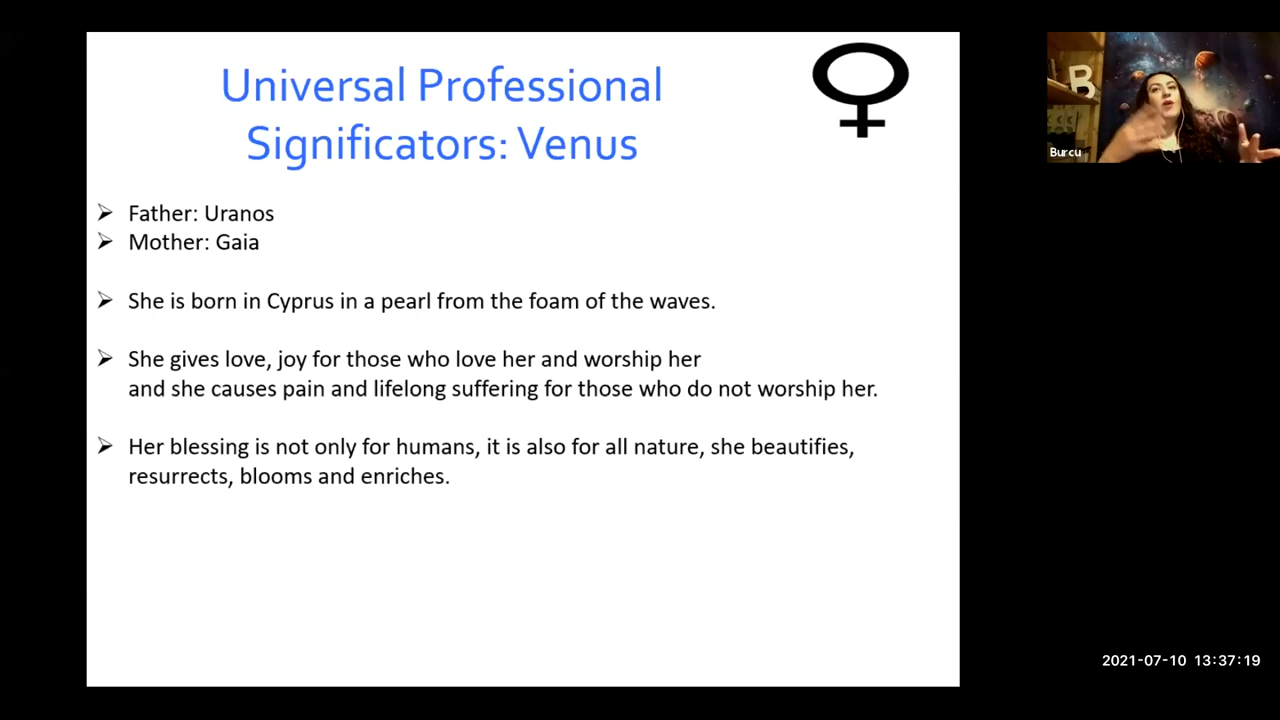 Universal Professional
Significators: Venus
Father: Uranos
Mother: Gaia
She is born in Cyprus in a pearl from the foam of the waves.
She gives love, joy for those who love her and worship her
and she causes pain and lifelong suffering for those who do not worship her.
Her blessing is not only for humans, it is also for all nature, she beautifies,
resurrects, blooms and enriches.
B
Burcu
2021-07-10 13:37:19